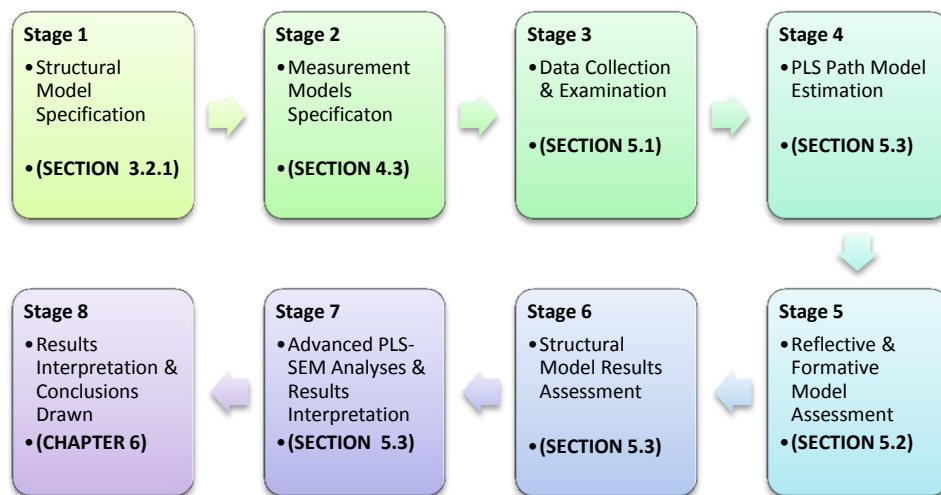 Stage 1
•Structural
Model
Specification
•(SECTION 3.2.1)
Stage 2
•Measurement
Models
Specificaton
•(SECTION 4.3)
Stage 3
•Data Collection
& Examination
•(SECTION 5.1)
Stage 4
•PLS Path Model
Estimation
•(SECTION 5.3)
Stage 5
•Reflective &
Formative
Model
Assessment
•(SECTION 5.2)
Stage 6
•Structural
Model Results
Assessment
•(SECTION 5.3)
Stage 7
•Advanced PLS-
SEM Analyses &
Results
Interpretation
•(SECTION 5.3)
Stage 8
•Results
Interpretation &
Conclusions
Drawn
•(CHAPTER 6)